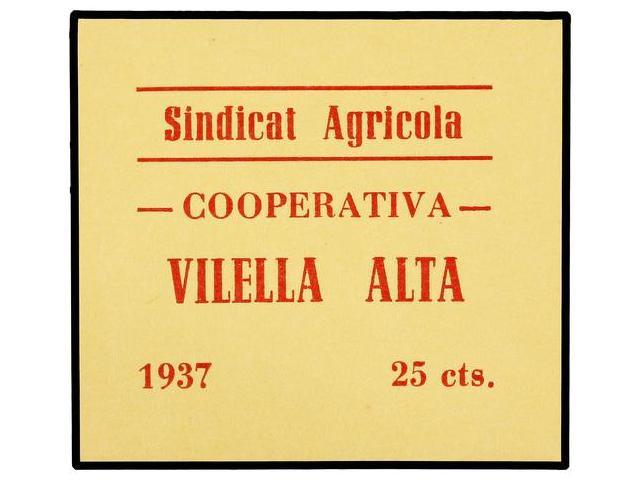 Sindicat Agricola
— COOPERATIVA —
VILELLA ALTA
1937 25 cts.